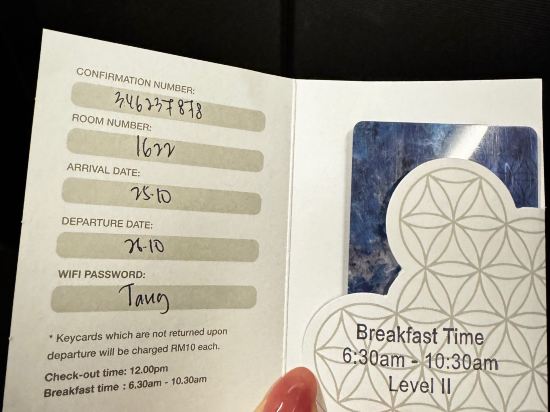 CONFIRMATION NUMBER:
346237878
ROOM NUMBER:
1622
ARRIVAL DATE:
25.10
DEPARTURE DATE:
26.10
WIFI PASSWORD:
Tang
* Keycards which are not returned upon
departure will be charged RM10 each.
Check-out time: 12.00pm
Breakfast time : 6.30am - 10.30am
Breakfast Time
6:30am - 10:30am
Level II